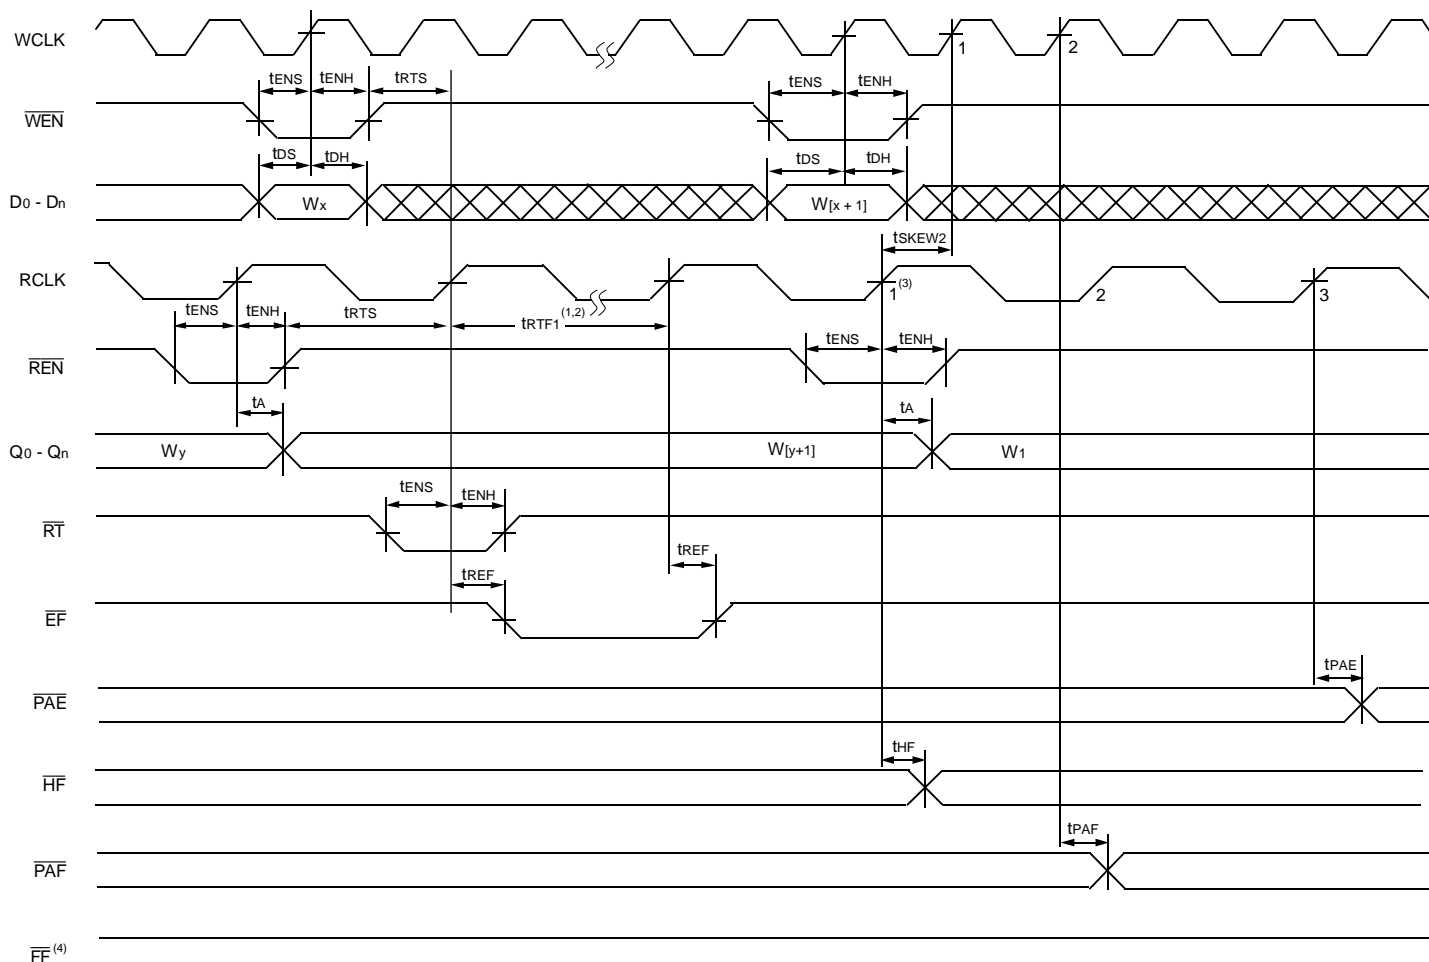 WCLK
1
2
tENS tENH tRTS
tENS tENH
WEN
tDS tDH
tDS tDH
D0 - Dn
Wx
W[x + 1]
tSKEW2
RCLK
1(3)
2
3
tENS tENH tRTS tRTF1(1,2)
tENS tENH
REN
tA
tA
Q0 - Qn
Wy
W[y+1]
W1
tENS tENH
RT
tREF
tREF
EF
tPAE
PAE
tHF
HF
tPAF
PAF
FF(4)